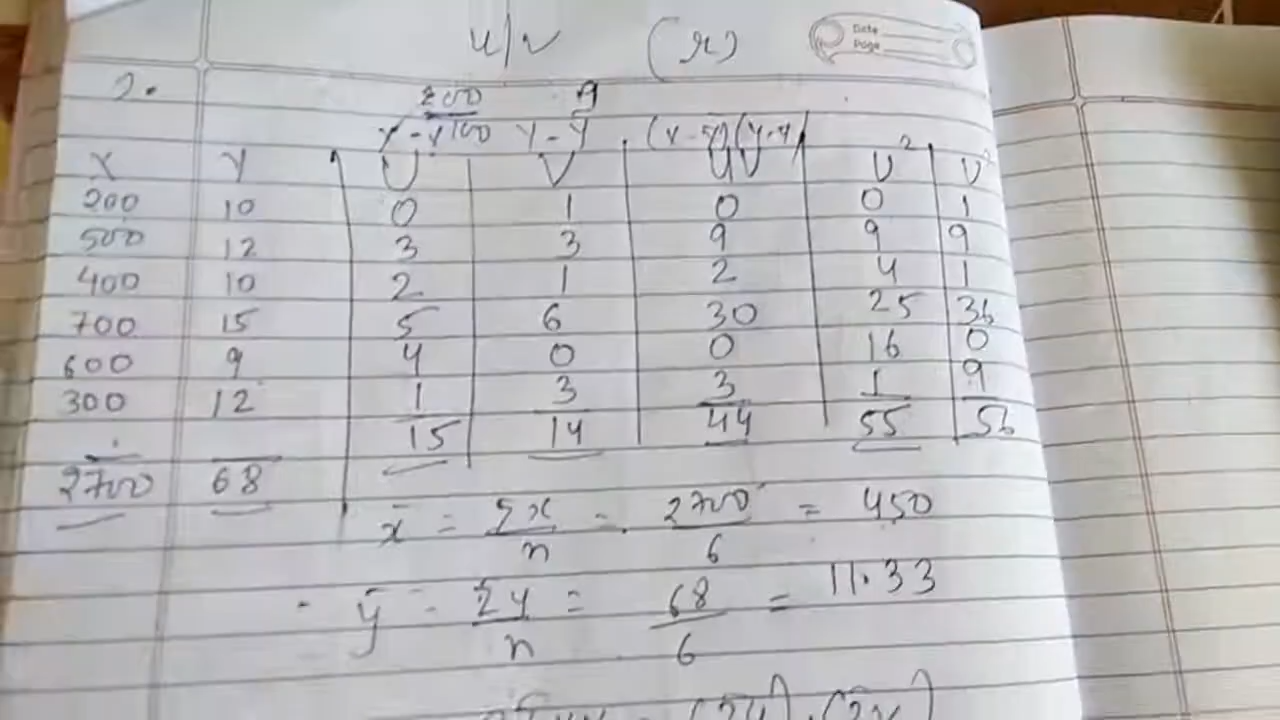 u/v (r)
Date
Page
2.
200 9
X - X 100 Y - Y (X - X)(Y - Y)
X Y U V UV U² V²
200 10 0 1 0 0 1
500 12 3 3 9 9 9
400 10 2 1 2 4 1
700 15 5 6 30 25 36
600 9 4 0 0 16 0
300 12 1 3 3 1 9
15 14 44 55 56
2700 68
x̄ = Σx/n = 2700/6 = 450
ȳ = Σy/n = 68/6 = 11.33